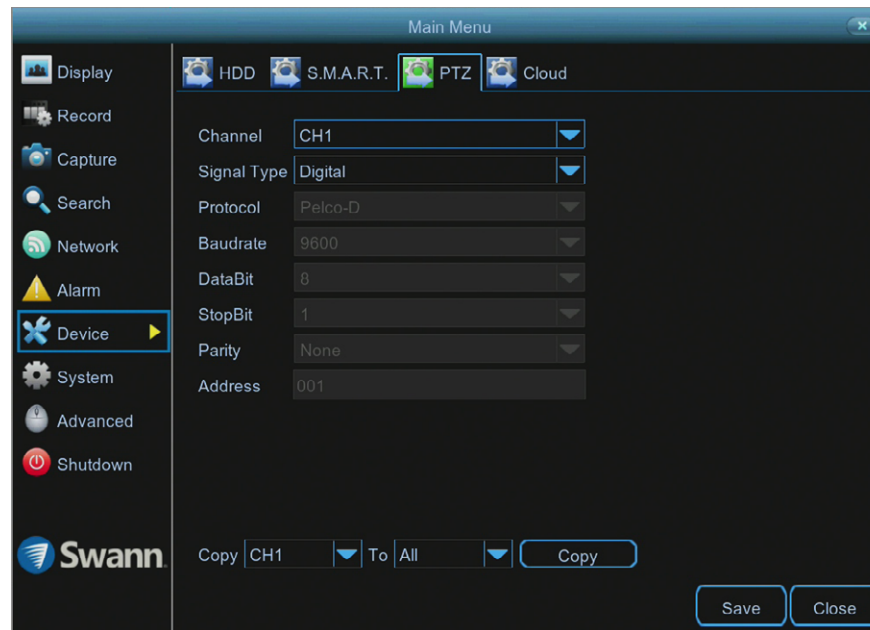 Main Menu
Display
Record
Capture
Search
Network
Alarm
Device
System
Advanced
Shutdown
Swann
HDD S.M.A.R.T. PTZ Cloud
Channel CH1
Signal Type Digital
Protocol Pelco-D
Baudrate 9600
DataBit 8
StopBit 1
Parity None
Address 001
Copy CH1 To All Copy
Save Close